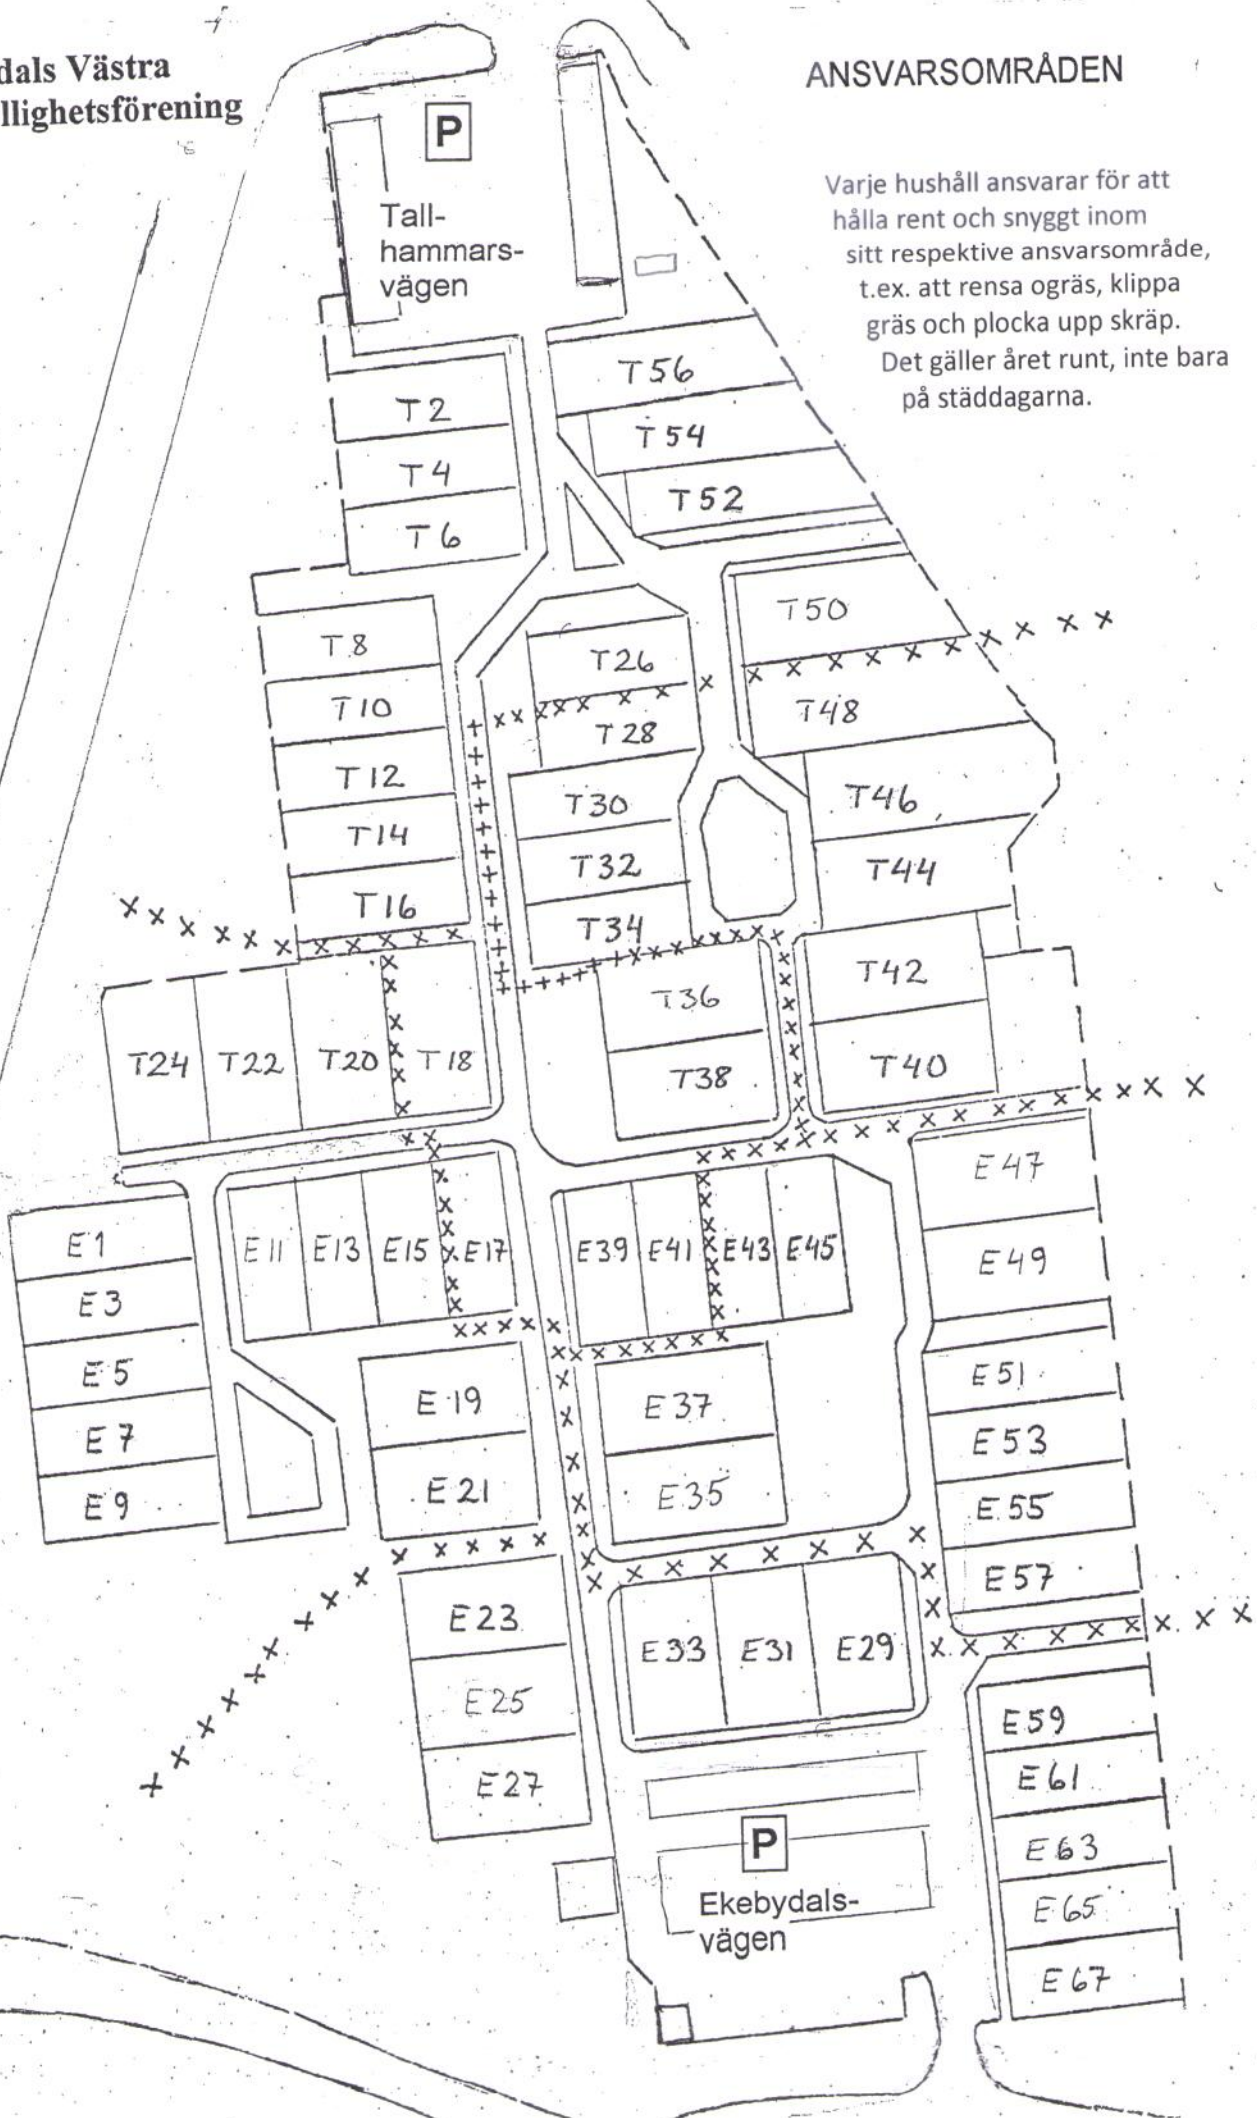 dals Västra
llighetsförening
ANSVARSOMRÅDEN
Varje hushåll ansvarar för att
hålla rent och snyggt inom
sitt respektive ansvarsområde,
t.ex. att rensa ogräs, klippa
gräs och plocka upp skräp.
Det gäller året runt, inte bara
på städdagarna.
P
Tall-
hammars-
vägen
T56
T2
T54
T4
T52
T6
T50
T8
T26
T10
T48
T28
T12
T46
T30
T14
T44
T32
T16
T34
T42
T36
T24
T22
T20
T18
T38
T40
E47
E1
E11
E13
E15
E17
E39
E41
E43
E45
E49
E3
E5
E51
E19
E37
E7
E53
E21
E35
E9
E55
E57
E23
E33
E31
E29
E25
E59
E27
E61
P
E63
Ekebydals-
vägen
E65
E67